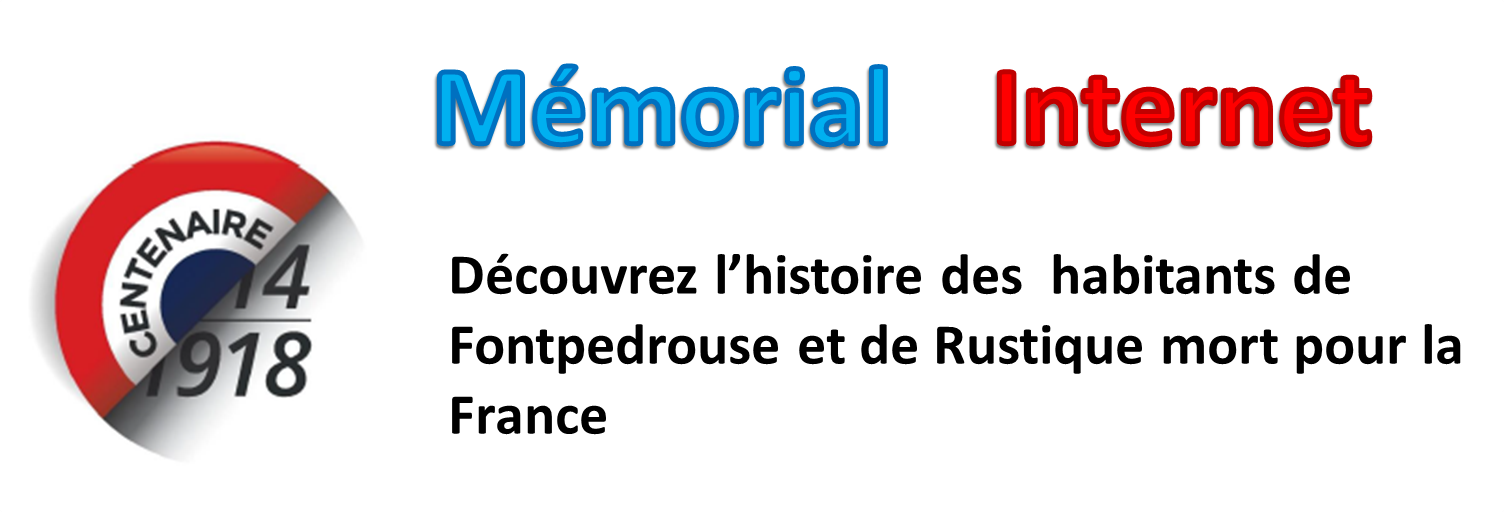 Mémorial Internet
CENTENAIRE
14
1918
Découvrez l’histoire des habitants de
Fontpedrouse et de Rustique mort pour la
France